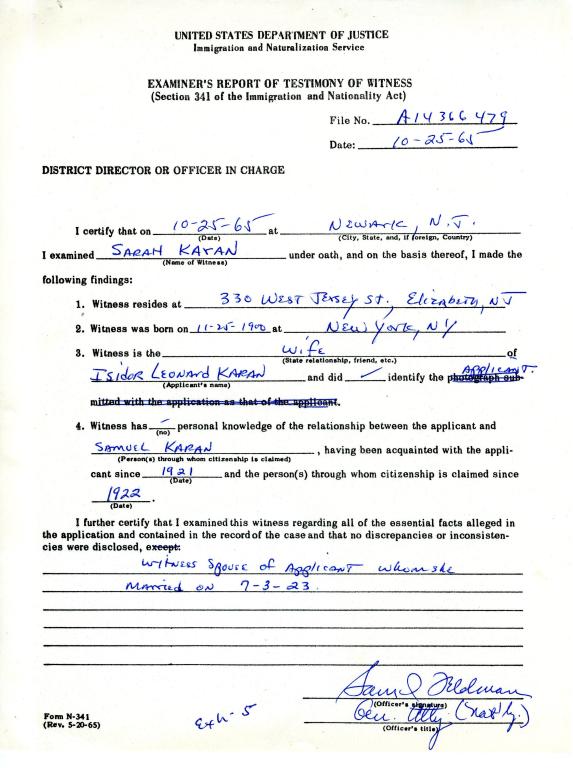 UNITED STATES DEPARTMENT OF JUSTICE
Immigration and Naturalization Service
EXAMINER'S REPORT OF TESTIMONY OF WITNESS
(Section 341 of the Immigration and Nationality Act)
File No. A14 366 479
Date: 10-25-65
DISTRICT DIRECTOR OR OFFICER IN CHARGE
I certify that on 10-25-65 at NEWARK, N.J.
(Date) (City, State, and, if foreign, Country)
I examined SARAH KARAN under oath, and on the basis thereof, I made the
(Name of Witness)
following findings:
1. Witness resides at 330 WEST JERSEY ST., Elizabeth, NJ
2. Witness was born on 11-25-1900 at NEW YORK, NY
3. Witness is the wife of
(State relationship, friend, etc.)
ISIDOR LEONARD KARAN and did ✓ identify the photograph sub- APPLICANT.
(Applicant's name)
mitted with the application as that of the applicant.
4. Witness has — personal knowledge of the relationship between the applicant and
(no)
SAMUEL KARAN, having been acquainted with the appli-
(Person(s) through whom citizenship is claimed)
cant since 1921 and the person(s) through whom citizenship is claimed since
(Date)
1922.
(Date)
I further certify that I examined this witness regarding all of the essential facts alleged in
the application and contained in the record of the case and that no discrepancies or inconsisten-
cies were disclosed, except:
WITNESS SPOUSE of Applicant whom she
MARRIED ON 7-3-23.
Samuel Feldman
(Officer's signature)
Gen. Atty (Nat'lz.)
(Officer's title)
Form N-341
(Rev. 5-20-65)
Exh-5